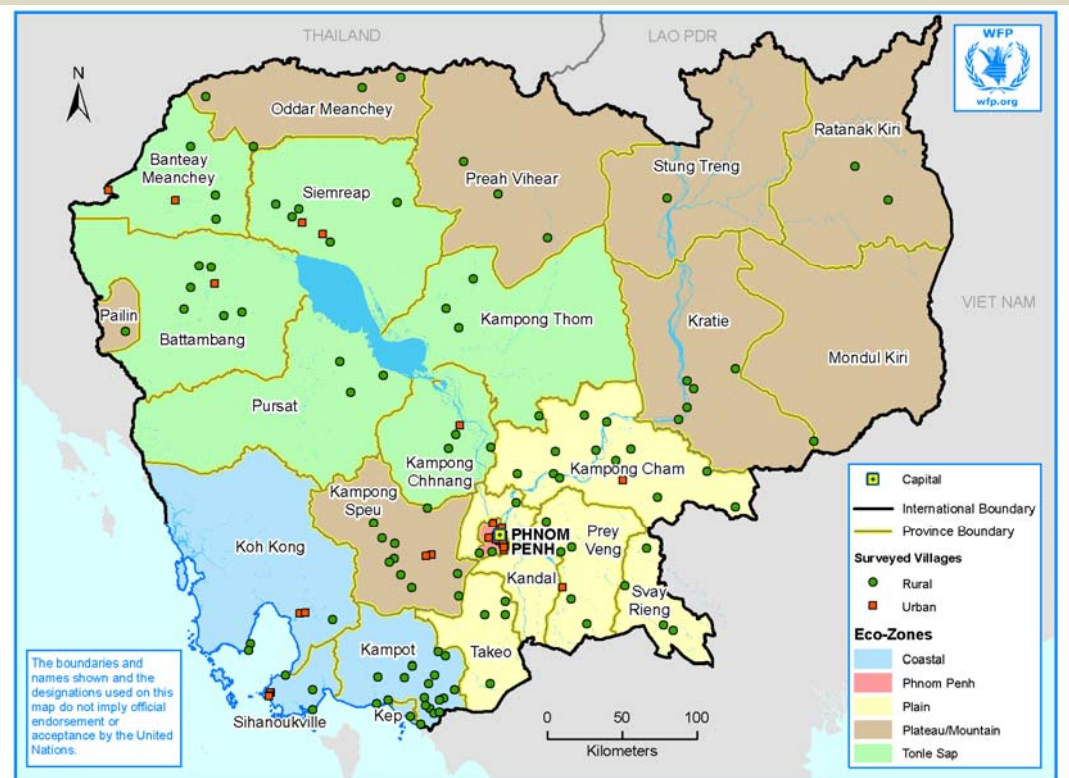 THAILAND
LAO PDR
WFP
wfp.org
N
Oddar Meanchey
Ratanak Kiri
Banteay
Meanchey
Stung Treng
Preah Vihear
Siemreap
VIET NAM
Pailin
Kampong Thom
Kratie
Battambang
Mondul Kiri
Pursat
Kampong
Chhnang
Kampong Cham
Kampong
Speu
Koh Kong
PHNOM
PENH
Prey
Veng
Kandal
Svay
Rieng
Takeo
Kampot
Sihanoukville
Kep
0 50 100
Kilometers
The boundaries and
names shown and the
designations used on this
map do not imply official
endorsement or
acceptance by the United
Nations.
Capital
International Boundary
Province Boundary
Surveyed Villages
Rural
Urban
Eco-Zones
Coastal
Phnom Penh
Plain
Plateau/Mountain
Tonle Sap